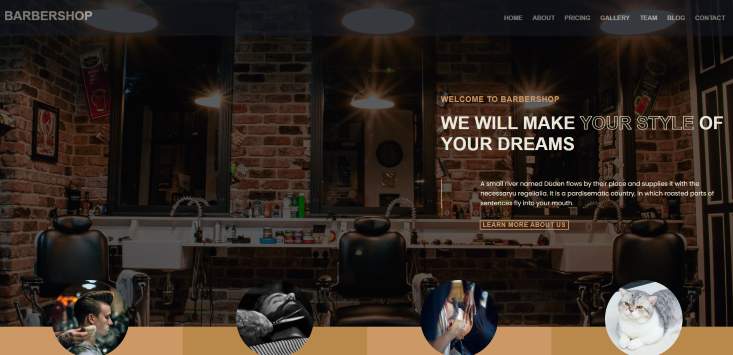 BARBERSHOP
HOME ABOUT PRICING GALLERY TEAM BLOG CONTACT
WELCOME TO BARBERSHOP
WE WILL MAKE YOUR STYLE OF
YOUR DREAMS
A small river named Duden flows by their place and supplies it with the
necessaryu regelialia. It is a paradisematic country, in which roasted parts of
sentences fly into your mouth.
LEARN MORE ABOUT US